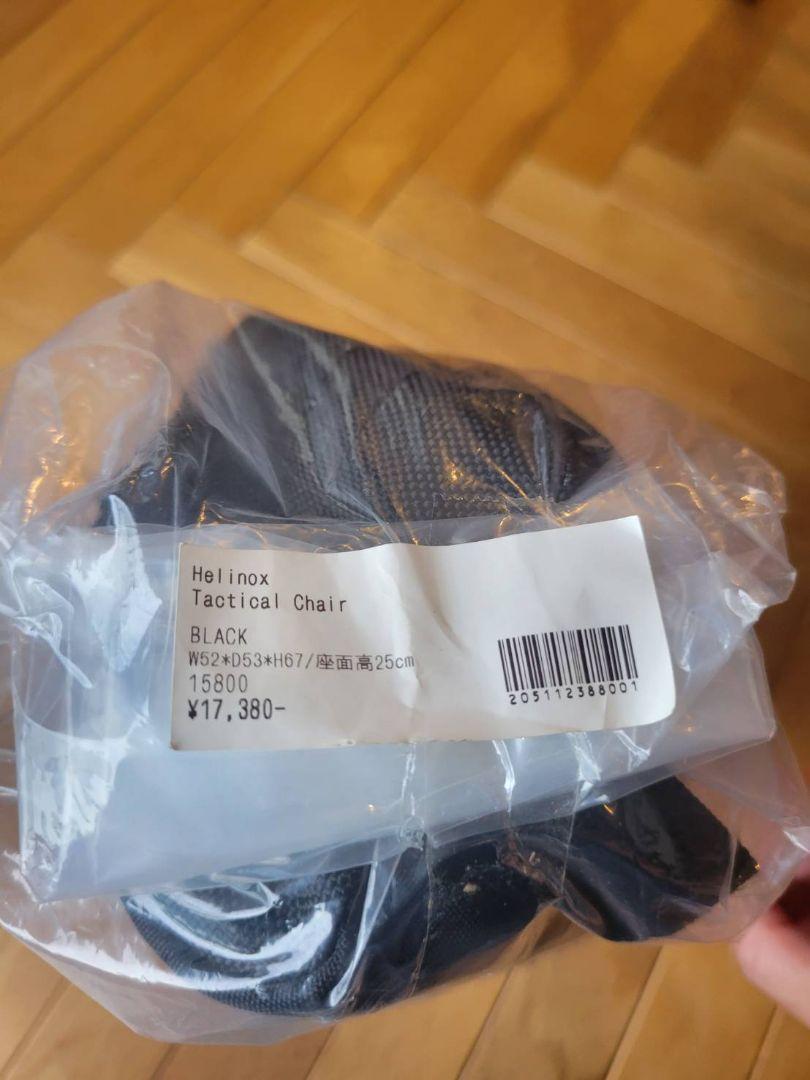 Helinox
Tactical Chair
BLACK
W52*D53*H67/座面高25cm
15800
¥17,380-
205112388001